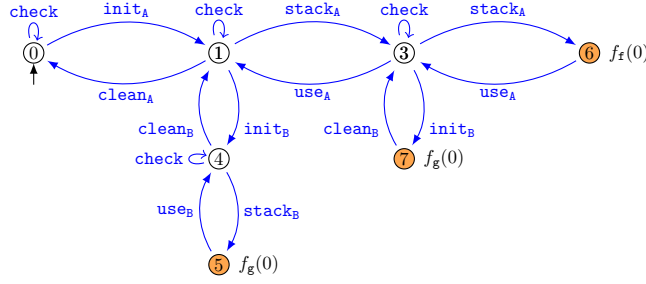 check init_A check stack_A check stack_A
0 1 3 6 f_f(0)
clean_A use_A use_A
clean_B init_B clean_B init_B
check 4 7 f_g(0)
use_B stack_B
5 f_g(0)